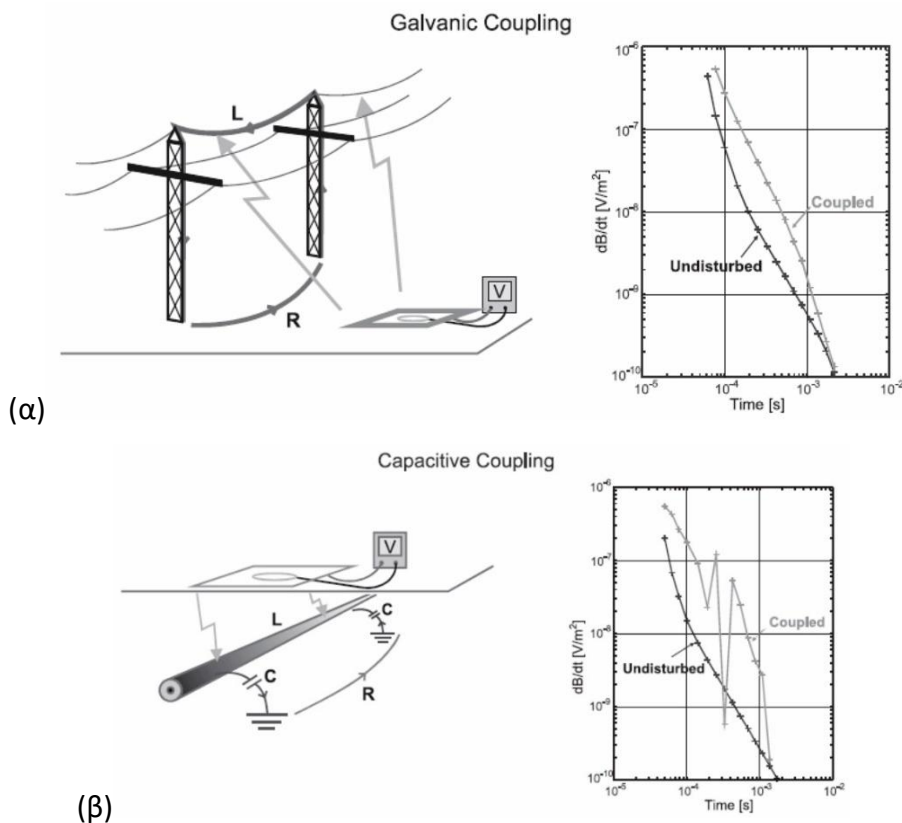 Galvanic Coupling
L
R
V
dB/dt [V/m²]
10⁻⁶
10⁻⁷
10⁻⁸
10⁻⁹
10⁻¹⁰
Coupled
Undisturbed
10⁻⁵ 10⁻⁴ 10⁻³ 10⁻²
Time [s]
(α)
Capacitive Coupling
V
L
C
C
R
dB/dt [V/m²]
10⁻⁶
10⁻⁷
10⁻⁸
10⁻⁹
10⁻¹⁰
Coupled
Undisturbed
10⁻⁵ 10⁻⁴ 10⁻³ 10⁻²
Time [s]
(β)